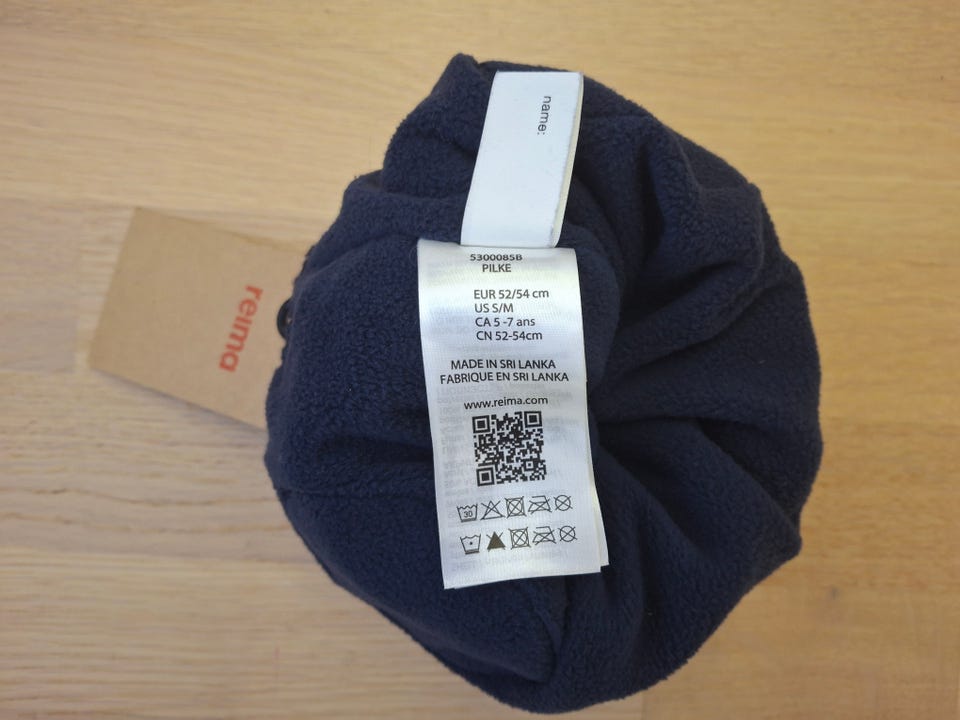 name:
5300085B
PILKE
EUR 52/54 cm
US S/M
CA 5 -7 ans
CN 52-54cm
MADE IN SRI LANKA
FABRIQUE EN SRI LANKA
www.reima.com
30
reima